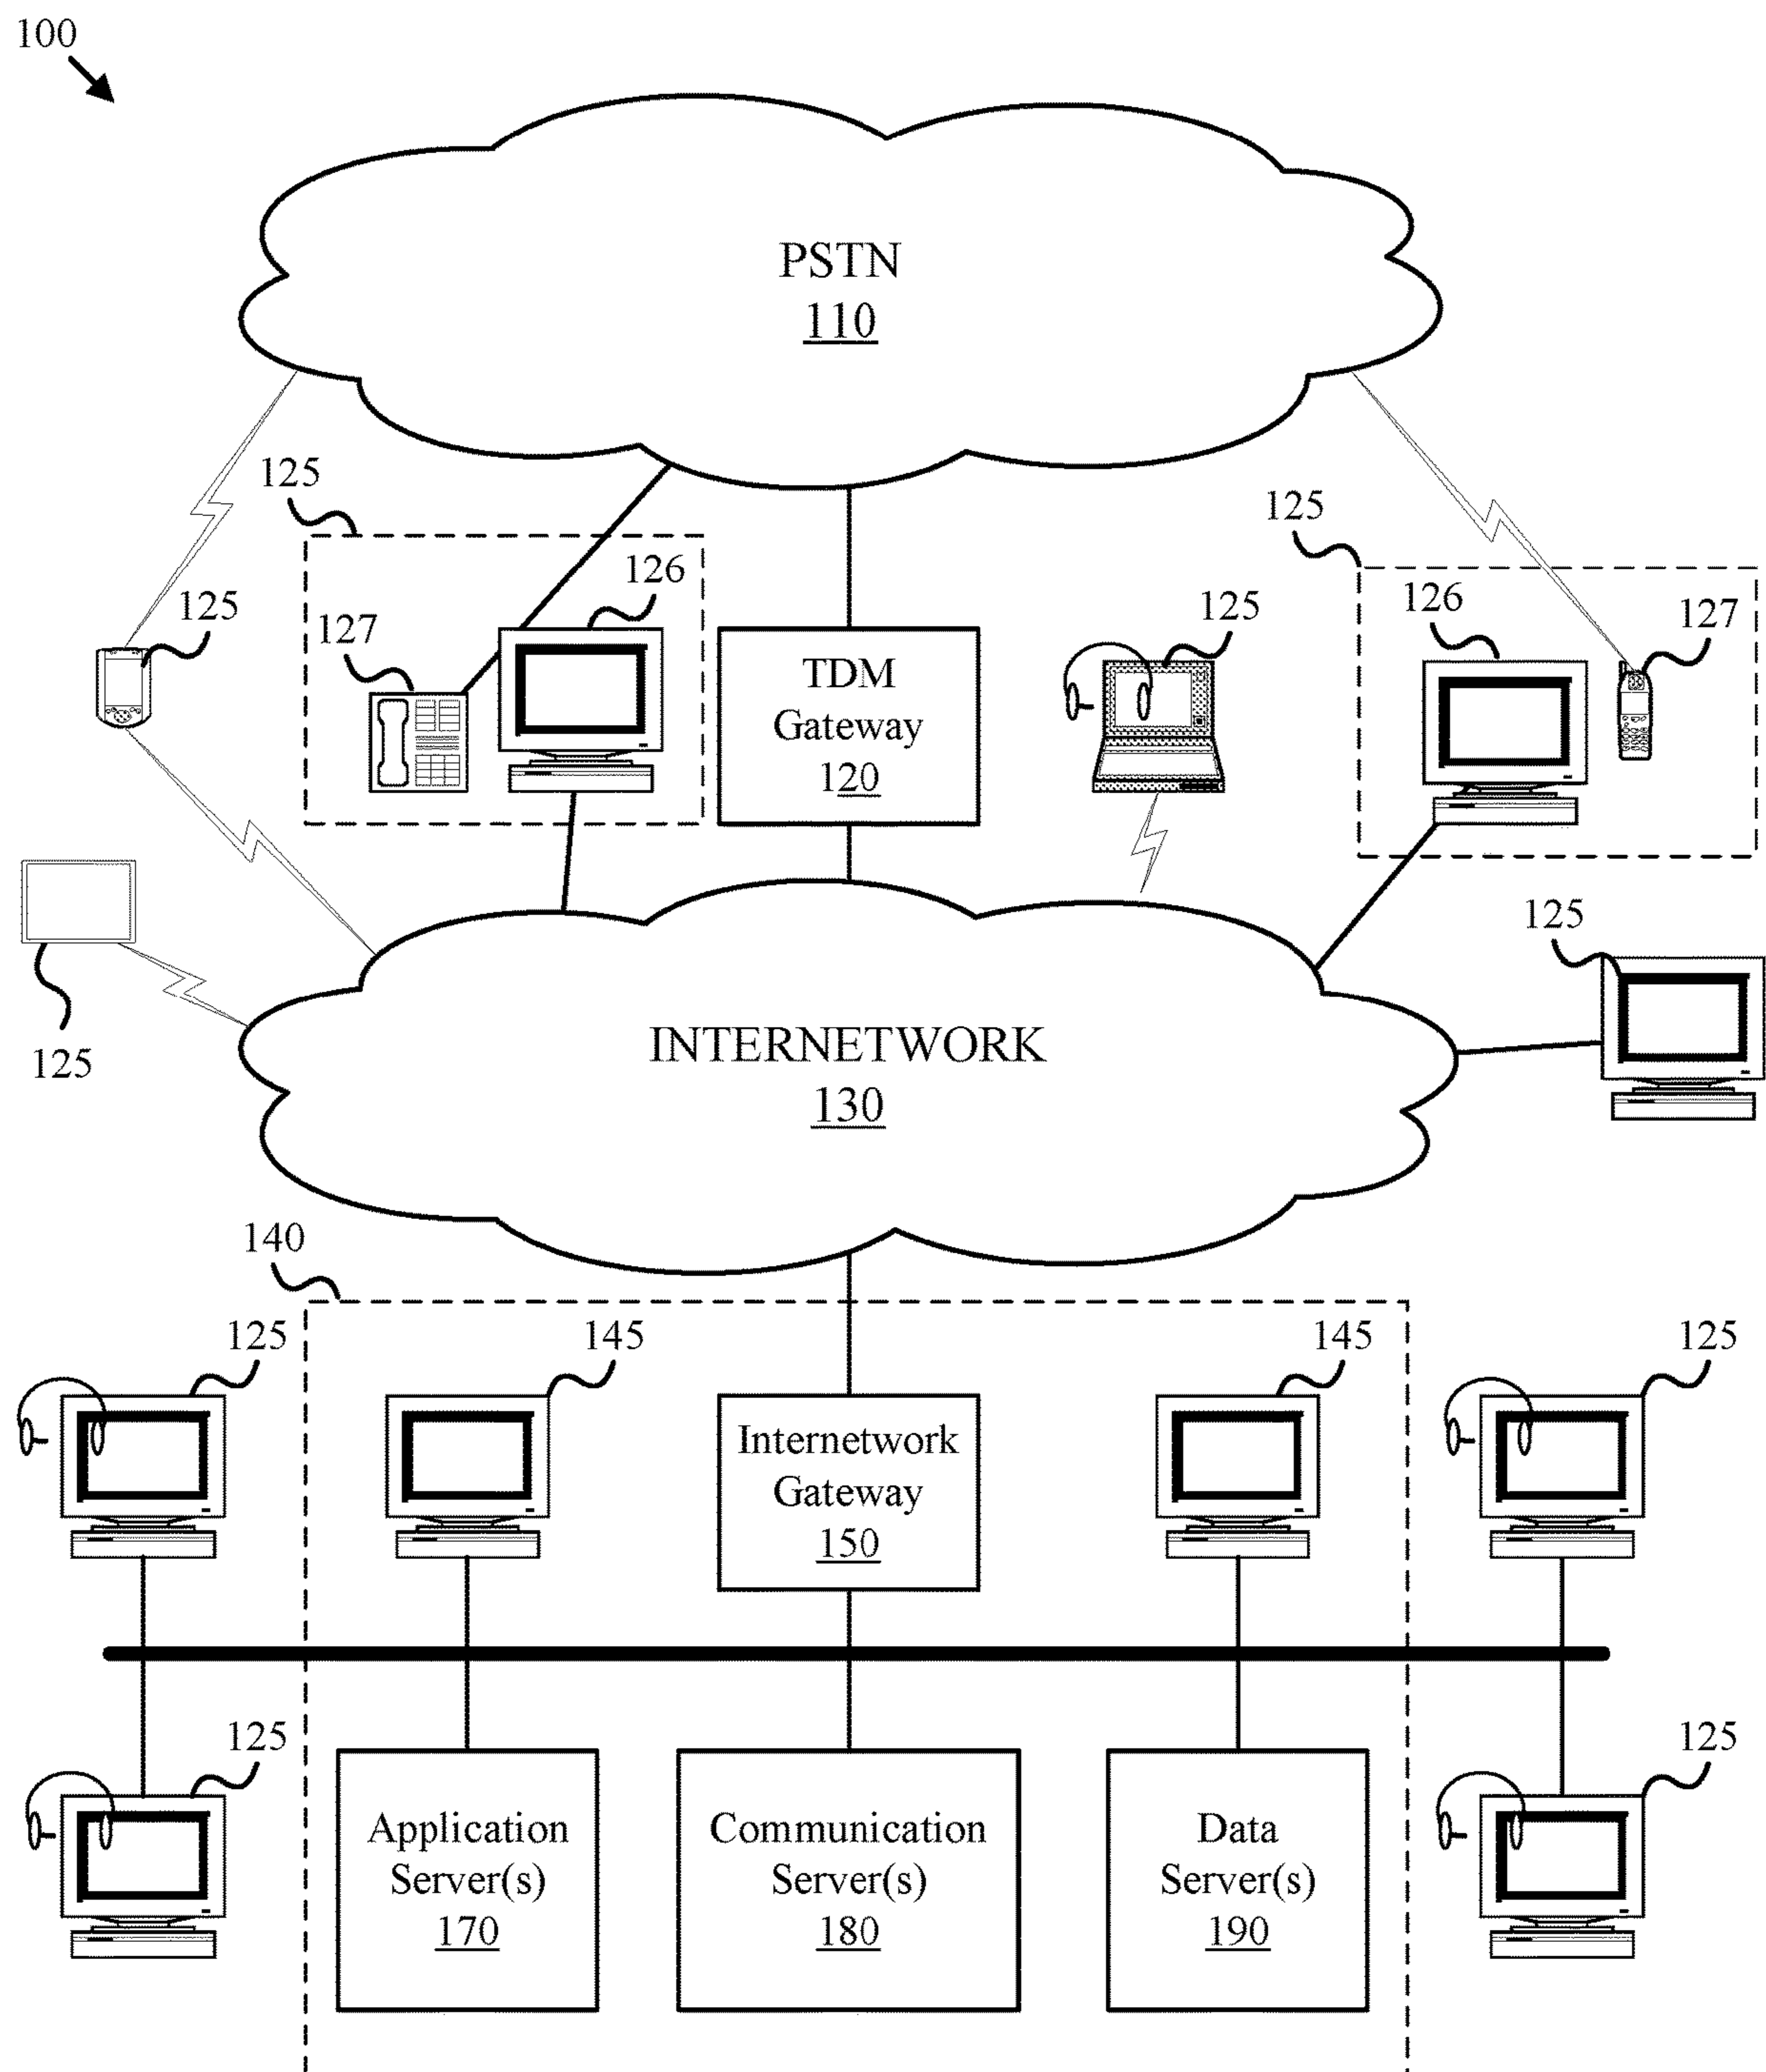 100
PSTN
110
125
125
125
126
125
126
127
127
TDM
Gateway
120
125
125
INTERNETWORK
130
140
125
145
145
125
Internetwork
Gateway
150
125
125
Application
Server(s)
170
Communication
Server(s)
180
Data
Server(s)
190